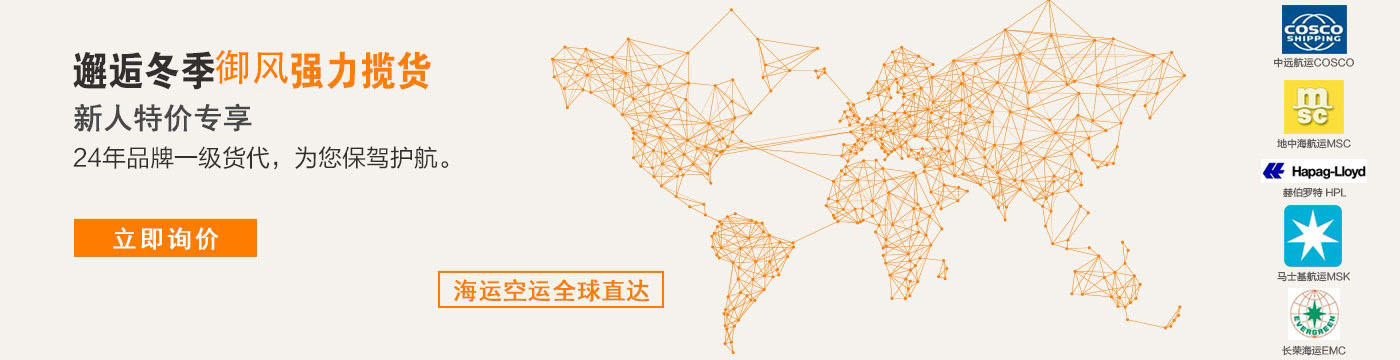 邂逅冬季御风强力揽货
新人特价专享
24年品牌一级货代，为您保驾护航。
立即询价
海运空运全球直达
COSCO
SHIPPING
中远航运COSCO
m
sc
地中海航运MSC
Hapag-Lloyd
赫伯罗特 HPL
马士基航运MSK
EVERGREEN
长荣海运EMC